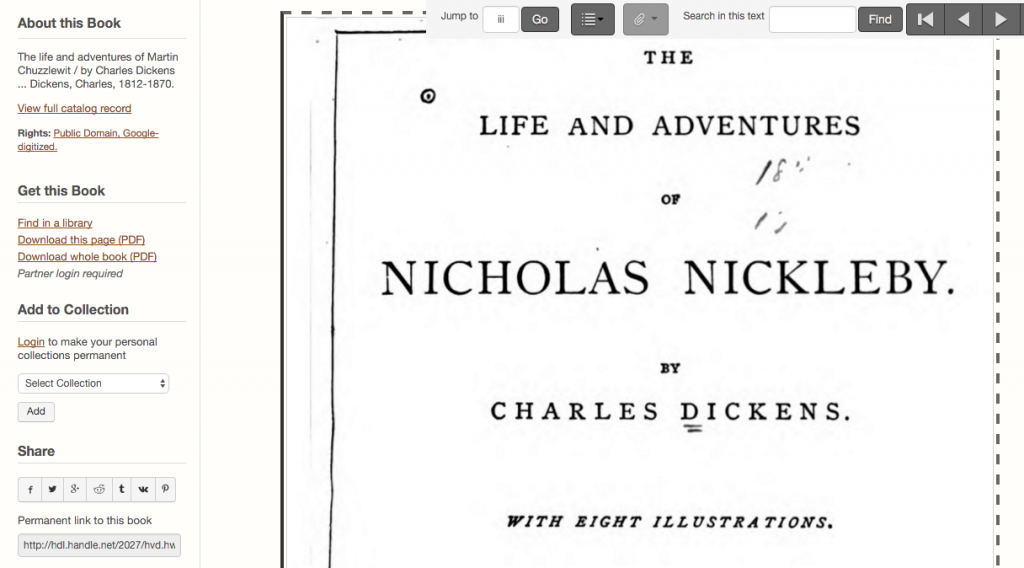 About this Book
The life and adventures of Martin
Chuzzlewit / by Charles Dickens
... Dickens, Charles, 1812-1870.
View full catalog record
Rights: Public Domain, Google-
digitized.
Get this Book
Find in a library
Download this page (PDF)
Download whole book (PDF)
Partner login required
Add to Collection
Login to make your personal
collections permanent
Select Collection
Add
Share
Permanent link to this book
http://hdl.handle.net/2027/hvd.hw
Jump to iii Go
Search in this text Find
THE
LIFE AND ADVENTURES
OF
NICHOLAS NICKLEBY.
BY
CHARLES DICKENS.
WITH EIGHT ILLUSTRATIONS.